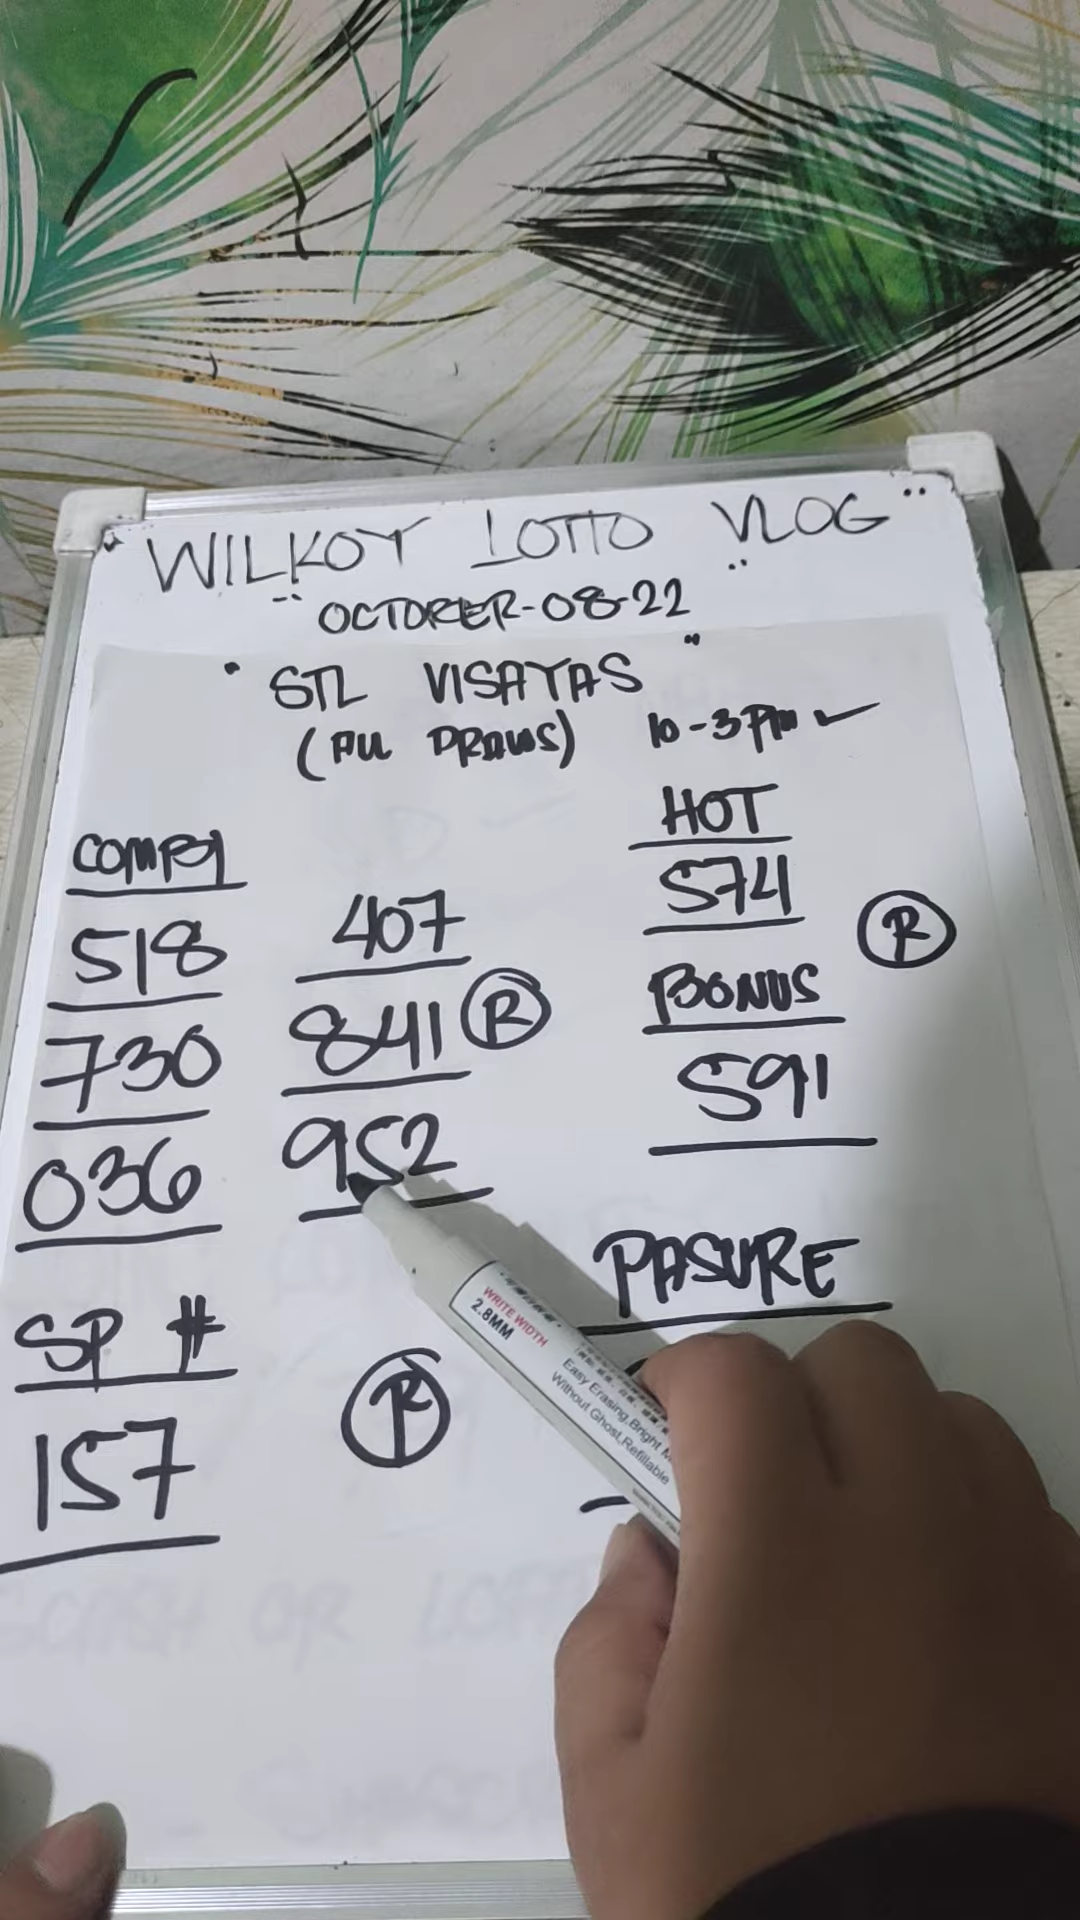 "WILKOY LOTTO VLOG"
OCTOBER-08-22
"STL VISAYAS"
(ALL DRAWS) 10-3PM ✓
HOT
574
R
BONUS
591
COMBI
518 407
730 841 R
036 952
SP #
157
R
PASURE
WRITE WIDTH
2.8MM
Easy Erasing, Bright
Without Ghost, Refillable